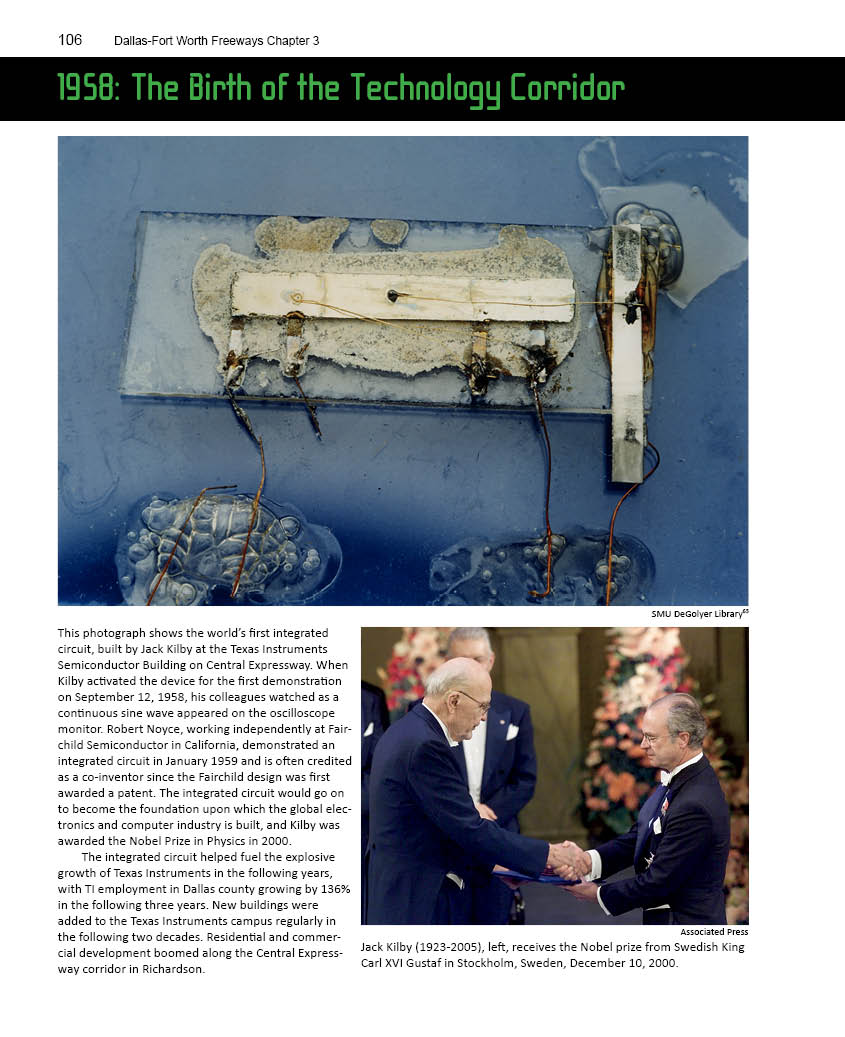 106 Dallas-Fort Worth Freeways Chapter 3
1958: The Birth of the Technology Corridor
SMU DeGolyer Library⁶⁵
This photograph shows the world’s first integrated
circuit, built by Jack Kilby at the Texas Instruments
Semiconductor Building on Central Expressway. When
Kilby activated the device for the first demonstration
on September 12, 1958, his colleagues watched as a
continuous sine wave appeared on the oscilloscope
monitor. Robert Noyce, working independently at Fair-
child Semiconductor in California, demonstrated an
integrated circuit in January 1959 and is often credited
as a co-inventor since the Fairchild design was first
awarded a patent. The integrated circuit would go on
to become the foundation upon which the global elec-
tronics and computer industry is built, and Kilby was
awarded the Nobel Prize in Physics in 2000.
The integrated circuit helped fuel the explosive
growth of Texas Instruments in the following years,
with TI employment in Dallas county growing by 136%
in the following three years. New buildings were
added to the Texas Instruments campus regularly in
the following two decades. Residential and commer-
cial development boomed along the Central Express-
way corridor in Richardson.
Associated Press
Jack Kilby (1923-2005), left, receives the Nobel prize from Swedish King
Carl XVI Gustaf in Stockholm, Sweden, December 10, 2000.